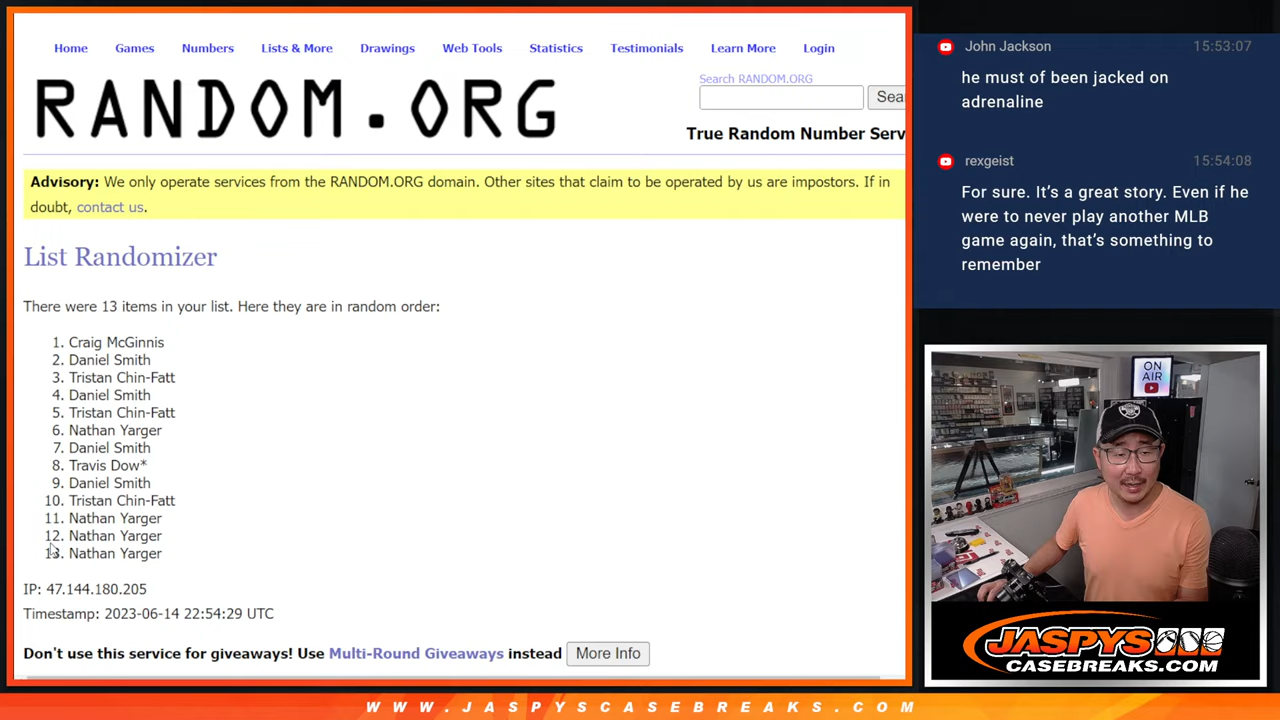 Home Games Numbers Lists & More Drawings Web Tools Statistics Testimonials Learn More Login
RANDOM.ORG
Search RANDOM.ORG
Sea
True Random Number Serv
Advisory: We only operate services from the RANDOM.ORG domain. Other sites that claim to be operated by us are impostors. If in
doubt, contact us.
List Randomizer
There were 13 items in your list. Here they are in random order:
1. Craig McGinnis
2. Daniel Smith
3. Tristan Chin-Fatt
4. Daniel Smith
5. Tristan Chin-Fatt
6. Nathan Yarger
7. Daniel Smith
8. Travis Dow*
9. Daniel Smith
10. Tristan Chin-Fatt
11. Nathan Yarger
12. Nathan Yarger
13. Nathan Yarger
IP: 47.144.180.205
Timestamp: 2023-06-14 22:54:29 UTC
Don't use this service for giveaways! Use Multi-Round Giveaways instead More Info
John Jackson 15:53:07
he must of been jacked on
adrenaline
rexgeist 15:54:08
For sure. It’s a great story. Even if he
were to never play another MLB
game again, that’s something to
remember
ON
AIR
JASPYS
CASEBREAKS.COM
WWW.JASPYSCASEBREAKS.COM